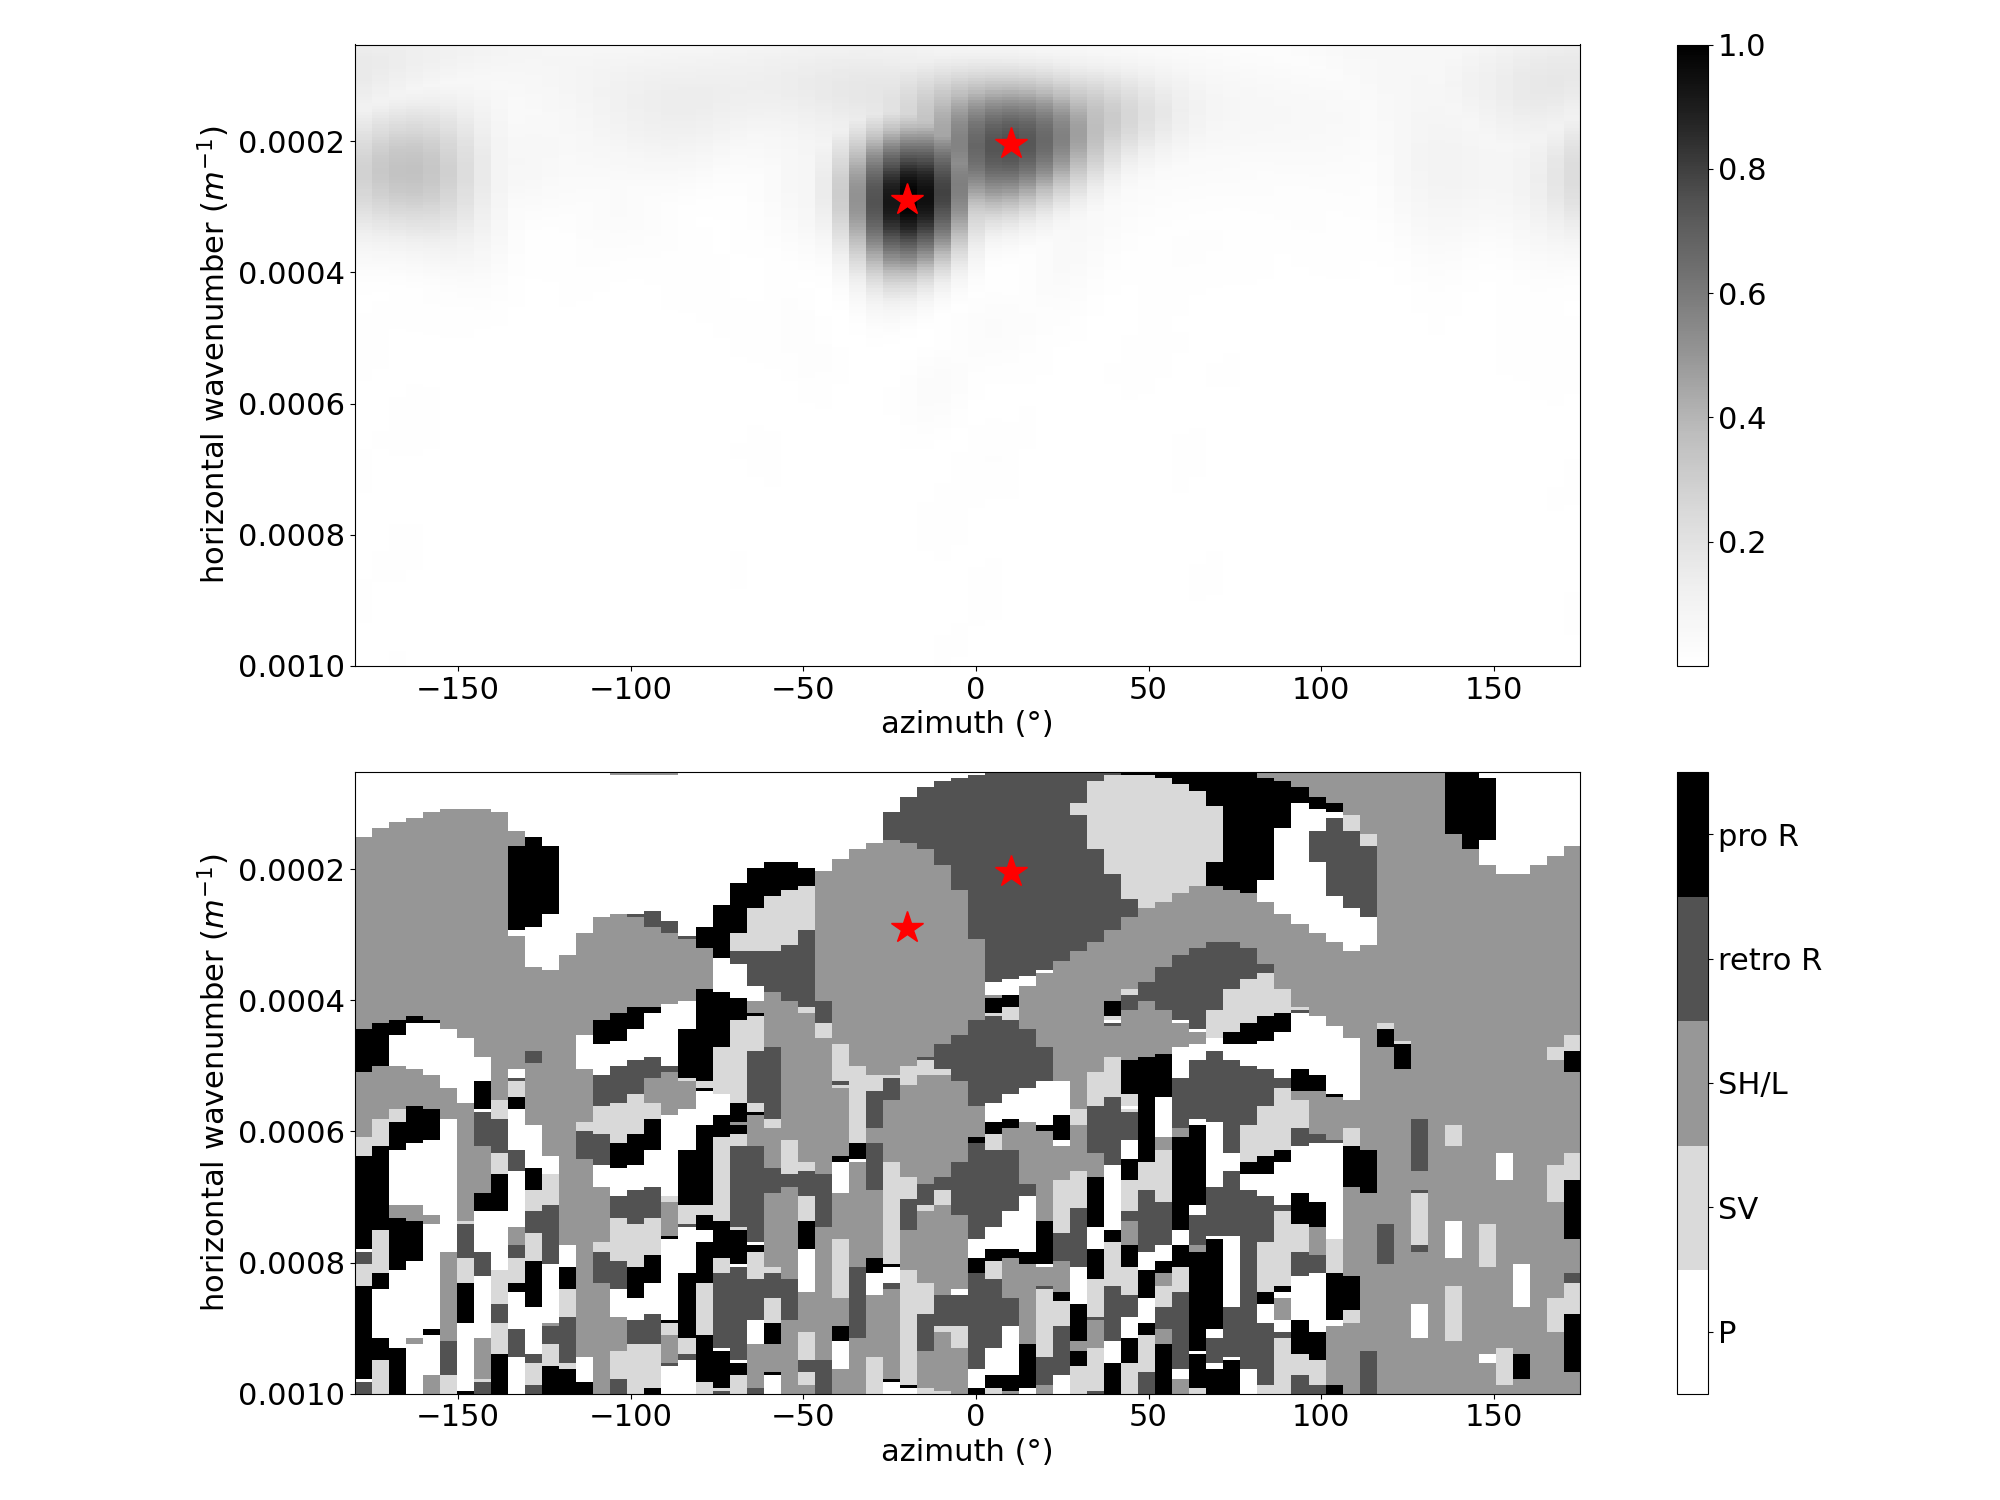 horizontal wavenumber (m⁻¹)
0.0002
0.0004
0.0006
0.0008
0.0010
−150 −100 −50 0 50 100 150
azimuth (°)
1.0
0.8
0.6
0.4
0.2
horizontal wavenumber (m⁻¹)
0.0002
0.0004
0.0006
0.0008
0.0010
−150 −100 −50 0 50 100 150
azimuth (°)
pro R
retro R
SH/L
SV
P